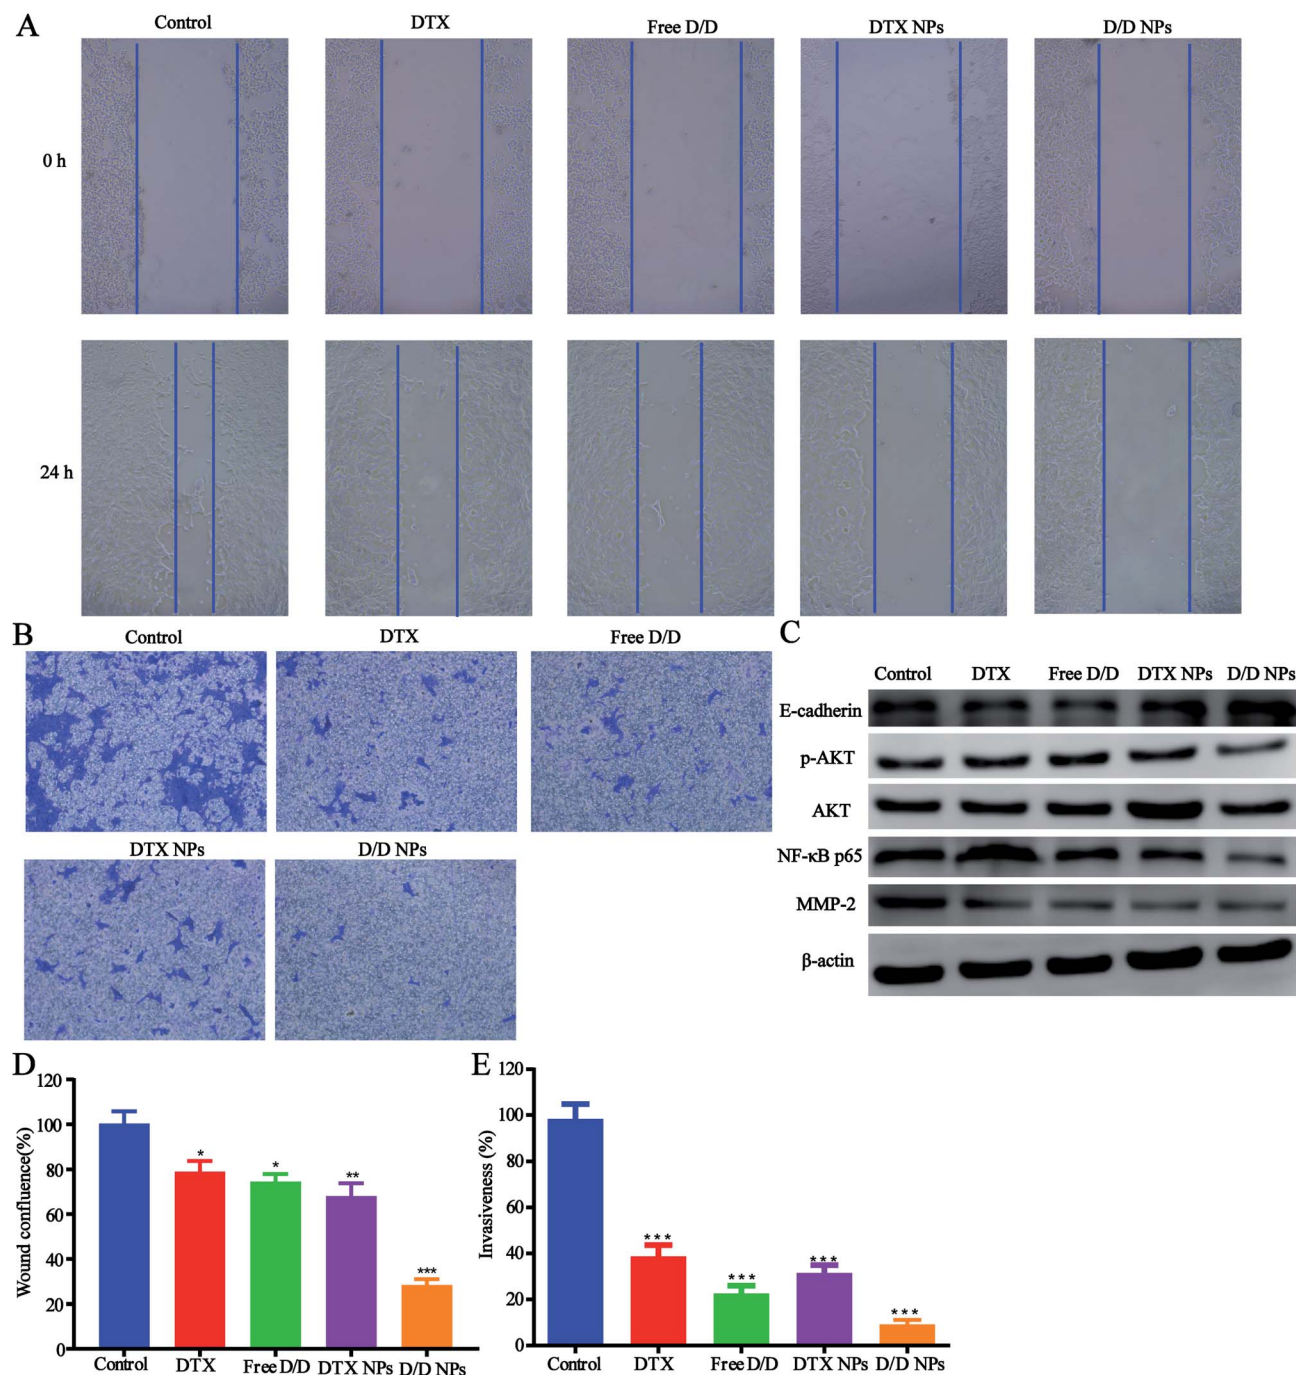 A
Control
DTX
Free D/D
DTX NPs
D/D NPs
0 h
24 h
B
Control
DTX
Free D/D
DTX NPs
D/D NPs
C
Control
DTX
Free D/D
DTX NPs
D/D NPs
E-cadherin
p-AKT
AKT
NF-κB p65
MMP-2
β-actin
D
Wound confluence(%)
120
100
80
60
40
20
0
*
*
**
***
Control
DTX
Free D/D
DTX NPs
D/D NPs
E
Invasiveness (%)
120
100
80
60
40
20
0
***
***
***
***
Control
DTX
Free D/D
DTX NPs
D/D NPs